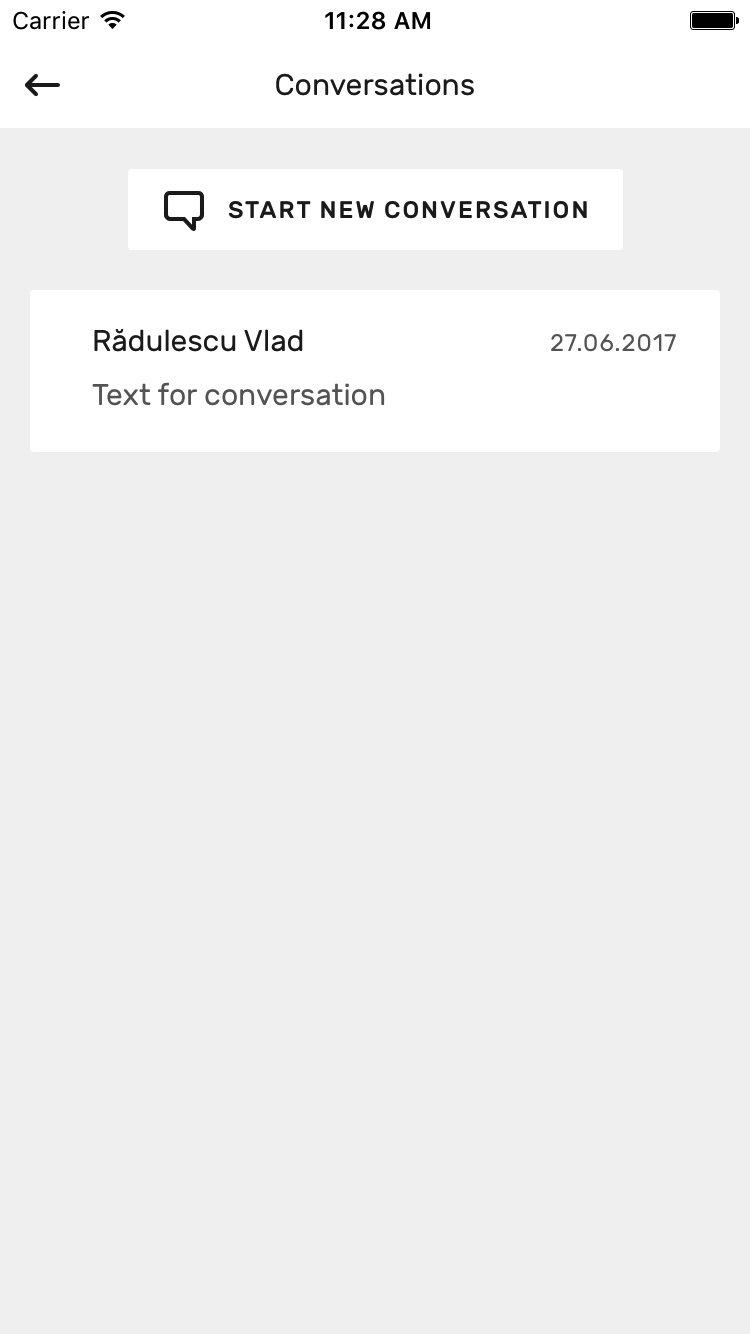 Carrier 11:28 AM
Conversations
START NEW CONVERSATION
Rădulescu Vlad 27.06.2017
Text for conversation